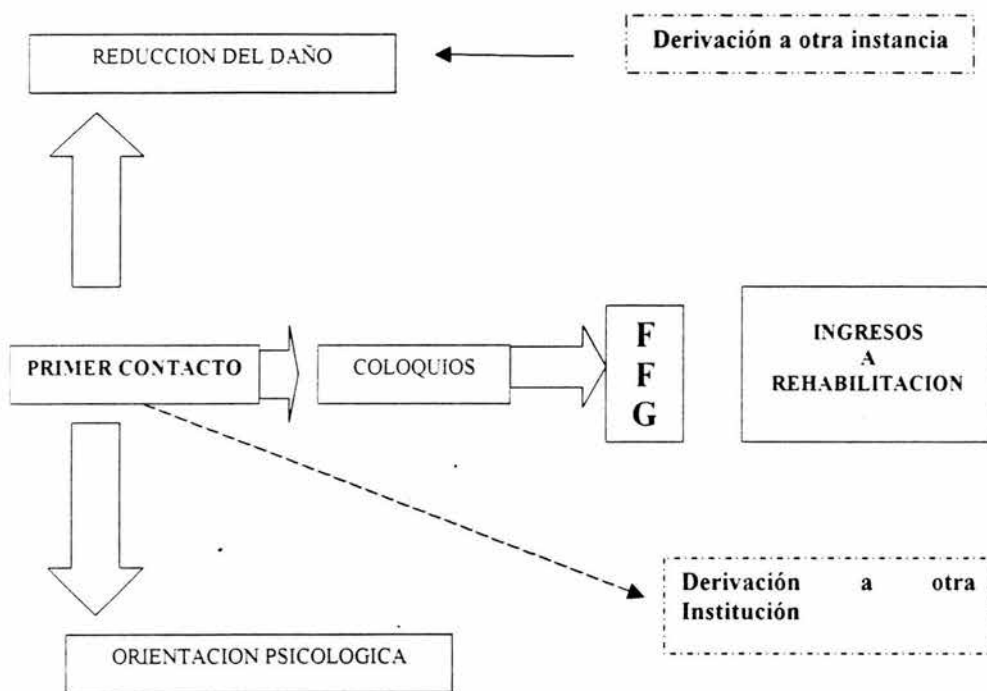 REDUCCION DEL DAÑO
Derivación a otra instancia
PRIMER CONTACTO
COLOQUIOS
F
F
G
INGRESOS
A
REHABILITACION
Derivación a otra
Institución
ORIENTACION PSICOLOGICA